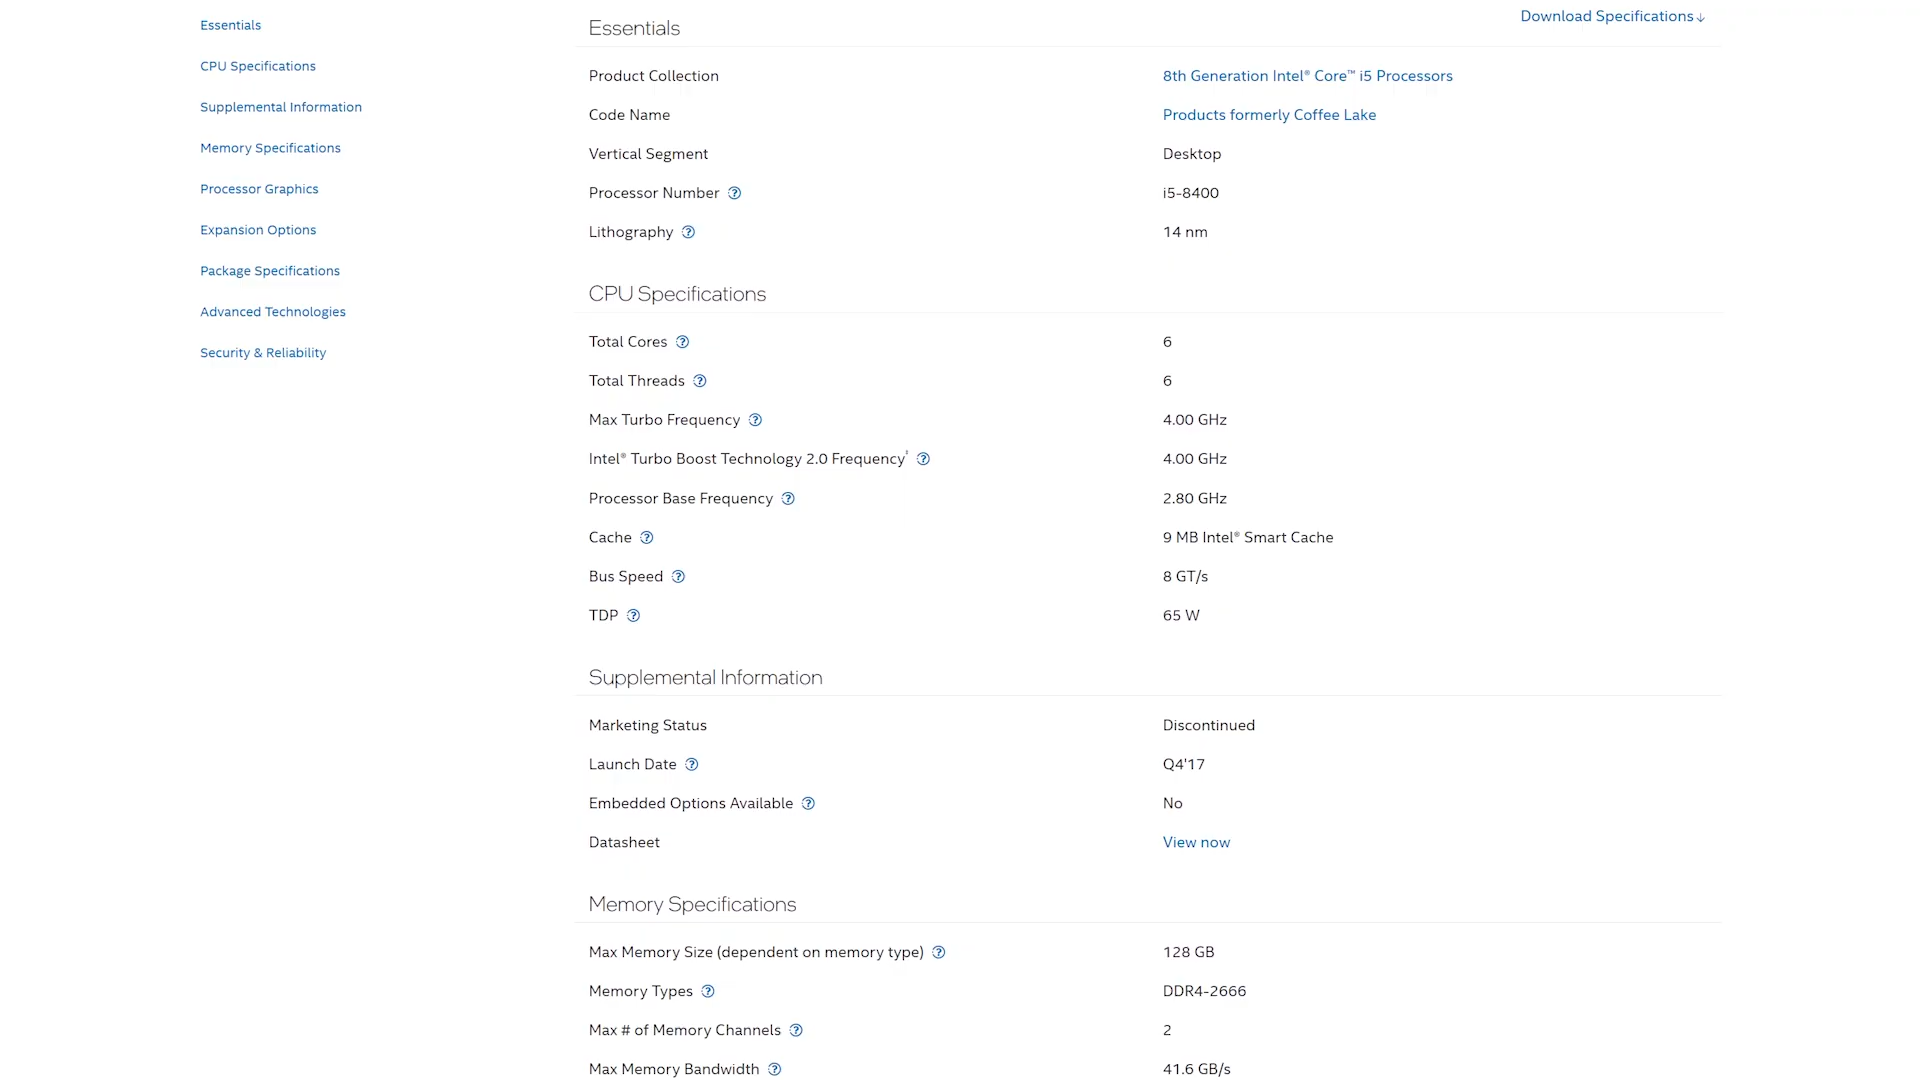 Essentials
CPU Specifications
Supplemental Information
Memory Specifications
Processor Graphics
Expansion Options
Package Specifications
Advanced Technologies
Security & Reliability
Download Specifications↓
Essentials
Product Collection 8th Generation Intel® Core™ i5 Processors
Code Name Products formerly Coffee Lake
Vertical Segment Desktop
Processor Number ? i5-8400
Lithography ? 14 nm
CPU Specifications
Total Cores ? 6
Total Threads ? 6
Max Turbo Frequency ? 4.00 GHz
Intel® Turbo Boost Technology 2.0 Frequency‡ ? 4.00 GHz
Processor Base Frequency ? 2.80 GHz
Cache ? 9 MB Intel® Smart Cache
Bus Speed ? 8 GT/s
TDP ? 65 W
Supplemental Information
Marketing Status Discontinued
Launch Date ? Q4'17
Embedded Options Available ? No
Datasheet View now
Memory Specifications
Max Memory Size (dependent on memory type) ? 128 GB
Memory Types ? DDR4-2666
Max # of Memory Channels ? 2
Max Memory Bandwidth ? 41.6 GB/s